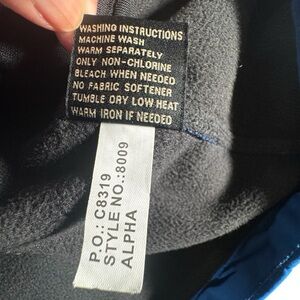 WASHING INSTRUCTIONS
MACHINE WASH
WARM SEPARATELY
ONLY NON-CHLORINE
BLEACH WHEN NEEDED
NO FABRIC SOFTENER
TUMBLE DRY LOW HEAT
WARM IRON IF NEEDED
P.O.: C8319
STYLE NO.:8009
ALPHA